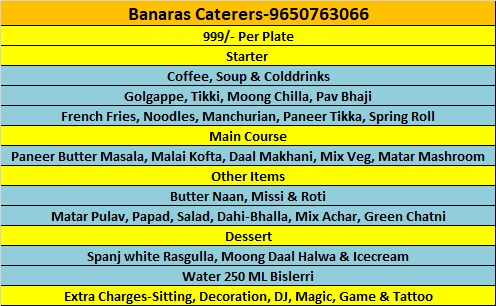 Banaras Caterers-9650763066
999/- Per Plate
Starter
Coffee, Soup & Colddrinks
Golgappe, Tikki, Moong Chilla, Pav Bhaji
French Fries, Noodles, Manchurian, Paneer Tikka, Spring Roll
Main Course
Paneer Butter Masala, Malai Kofta, Daal Makhani, Mix Veg, Matar Mashroom
Other Items
Butter Naan, Missi & Roti
Matar Pulav, Papad, Salad, Dahi-Bhalla, Mix Achar, Green Chatni
Dessert
Spanj white Rasgulla, Moong Daal Halwa & Icecream
Water 250 ML Bislerri
Extra Charges-Sitting, Decoration, DJ, Magic, Game & Tattoo